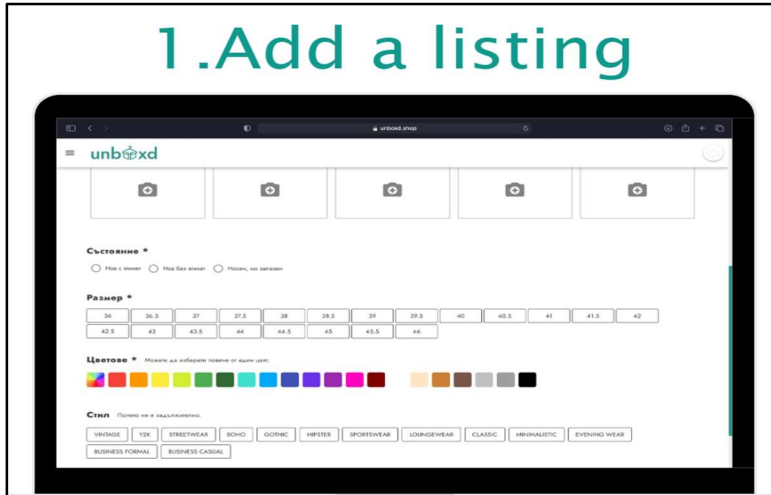 1.Add a listing
unboxd.shop
unboxd
Състояние *
Нов с етикет Нов без етикет Носен, но запазен
Размер *
36 36.5 37 37.5 38 38.5 39 39.5 40 40.5 41 41.5 42
42.5 43 43.5 44 44.5 45 45.5 46
Цветове * Можете да изберете повече от един цвят.
Стил Полето не е задължително.
VINTAGE Y2K STREETWEAR BOHO GOTHIC HIPSTER SPORTSWEAR LOUNGEWEAR CLASSIC MINIMALISTIC EVENING WEAR
BUSINESS FORMAL BUSINESS CASUAL